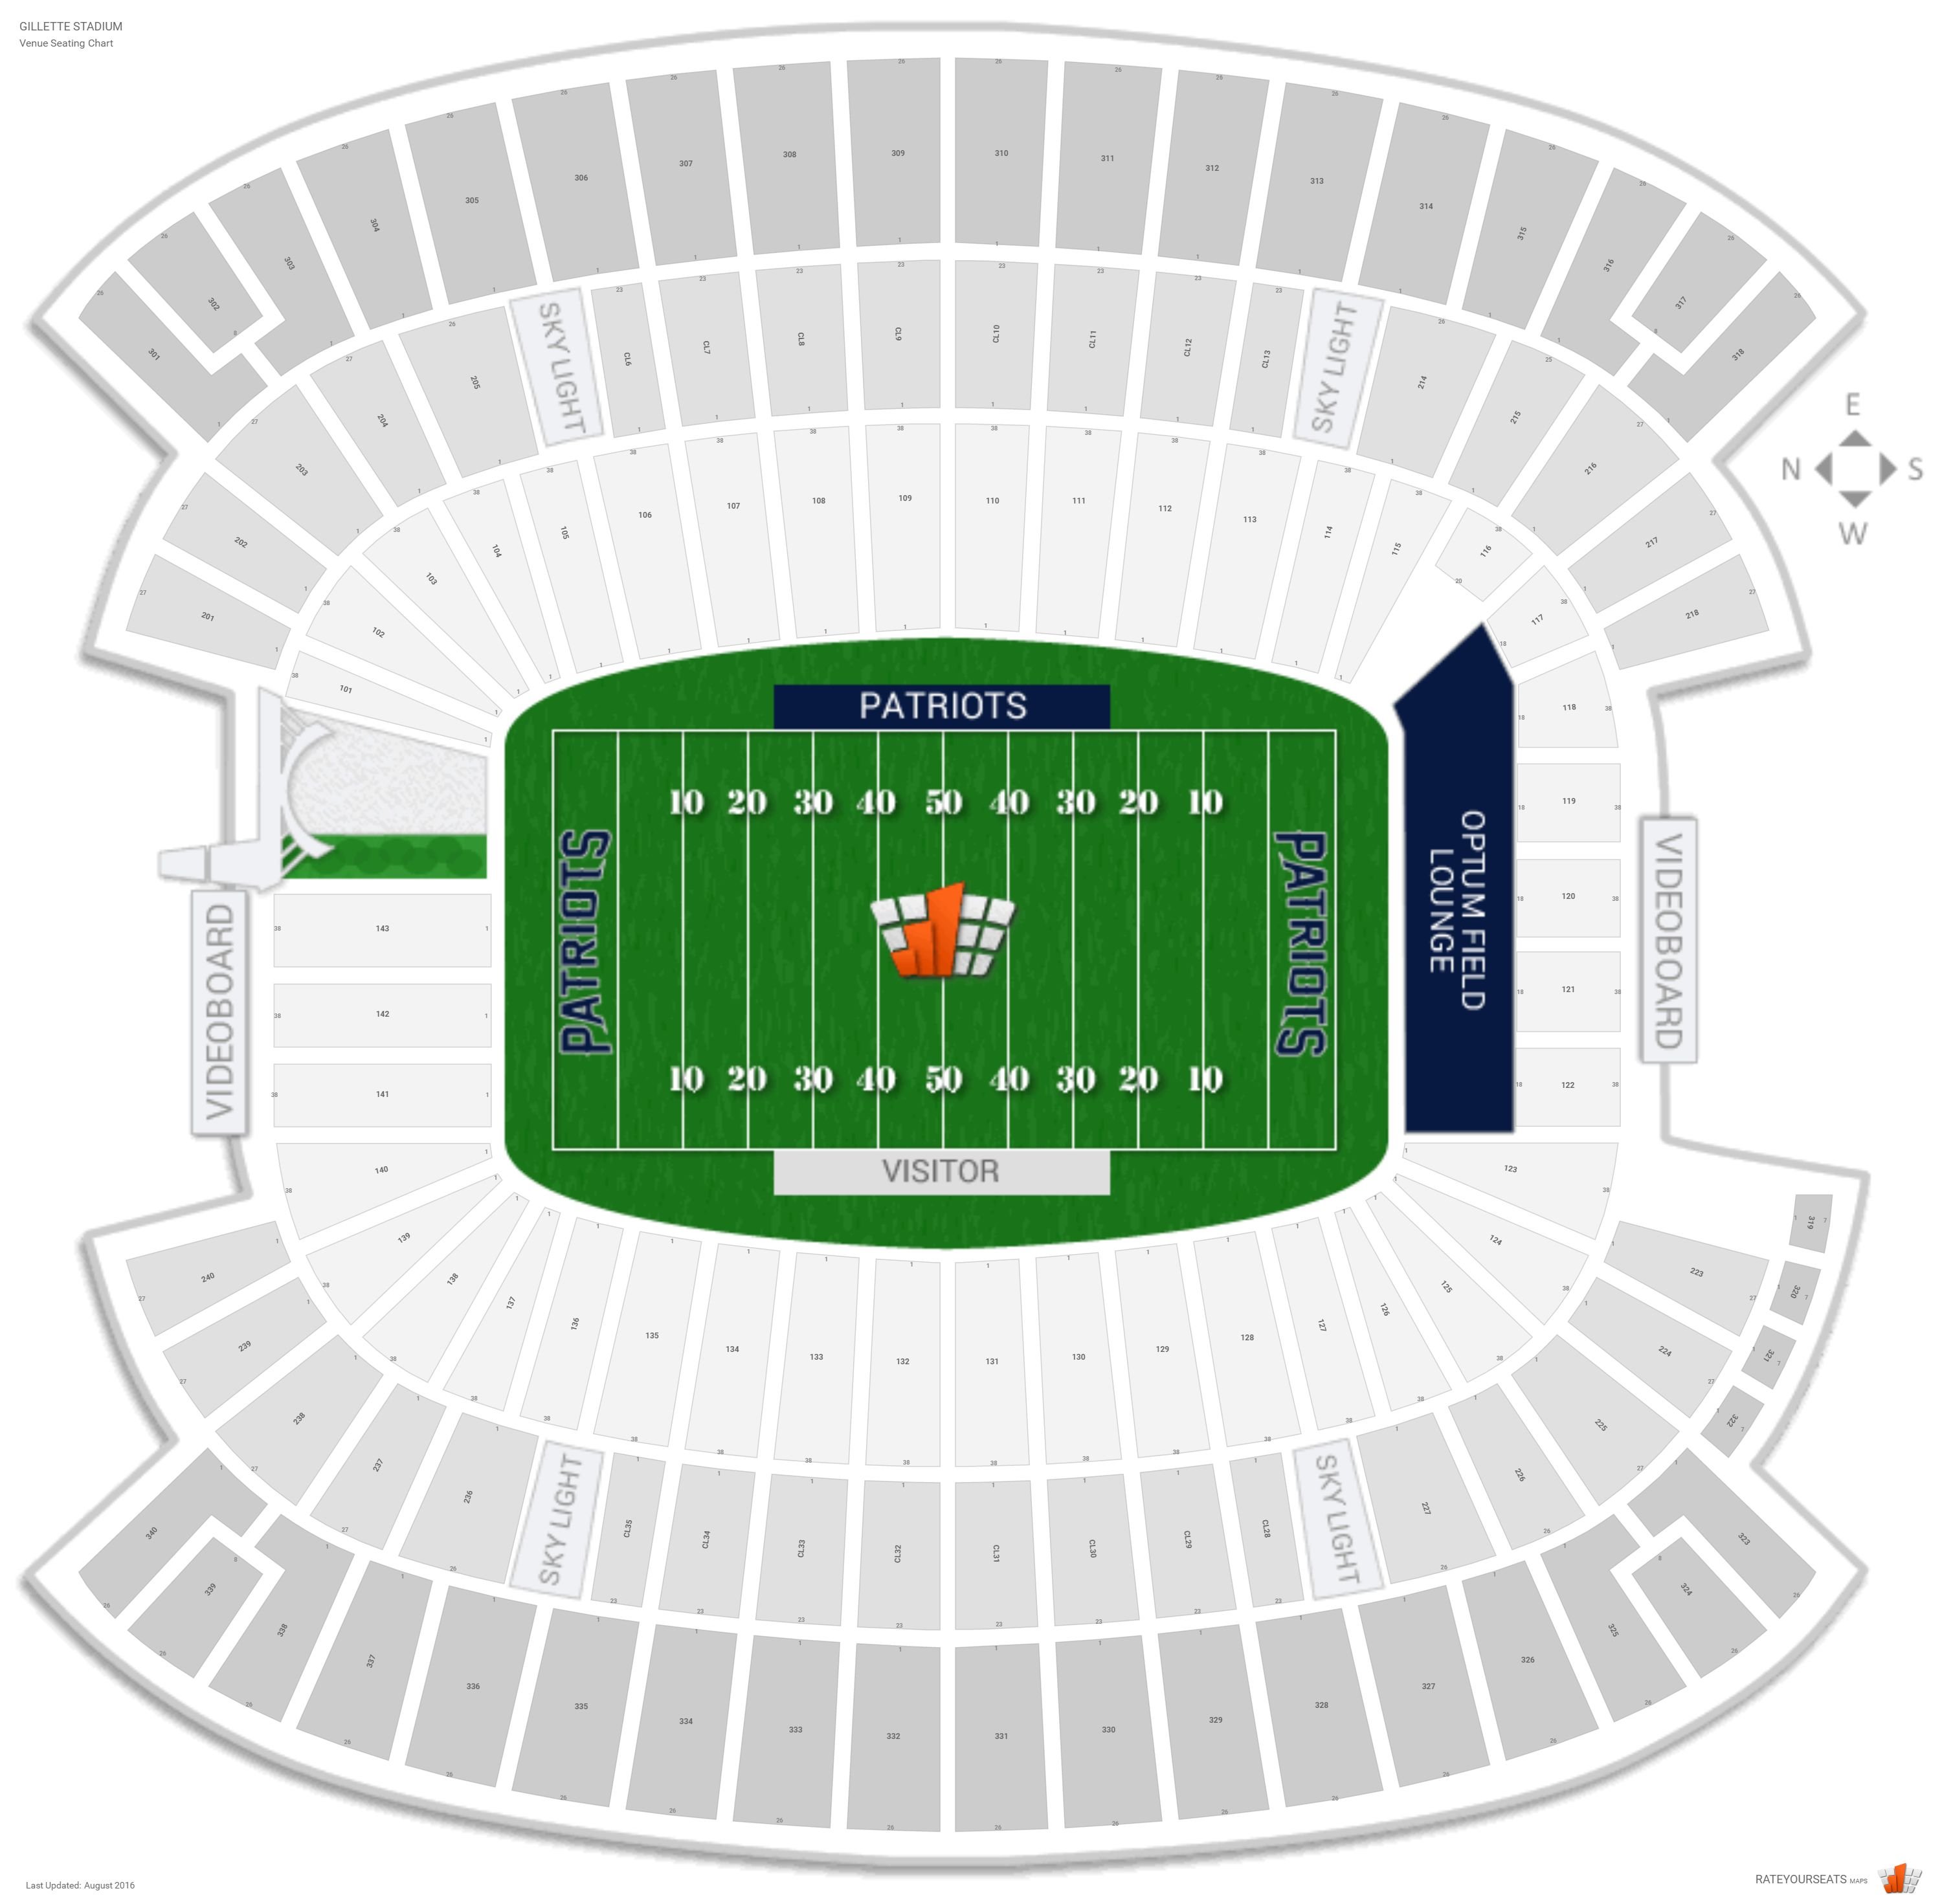 GILLETTE STADIUM
Venue Seating Chart
301 302 303 304 305 306 307 308 309 310 311 312 313 314 315 316 317 318
201 202 203 204 205
SKYLIGHT
CL6 CL7 CL8 CL9 CL10 CL11 CL12 CL13
SKYLIGHT
214 215 216 217 218
E
N S
W
101 102 103 104 105 106 107 108 109 110 111 112 113 114 115 116 117 118 119 120 121 122
PATRIOTS
10 20 30 40 50 40 30 20 10
PATRIOTS
PATRIOTS
OPTUM FIELD
LOUNGE
VIDEOBOARD
VIDEOBOARD
10 20 30 40 50 40 30 20 10
VISITOR
143
142
141
140 139 138 137 136 135 134 133 132 131 130 129 128 127 126 125 124 123
240 239 238 237 236
SKYLIGHT
CL35 CL34 CL33 CL32 CL31 CL30 CL29 CL28
SKYLIGHT
227 226 225 224 223
319
320
321
322
340 339 338 337 336 335 334 333 332 331 330 329 328 327 326 325 324 323
Last Updated: August 2016
RATEYOURSEATS MAPS